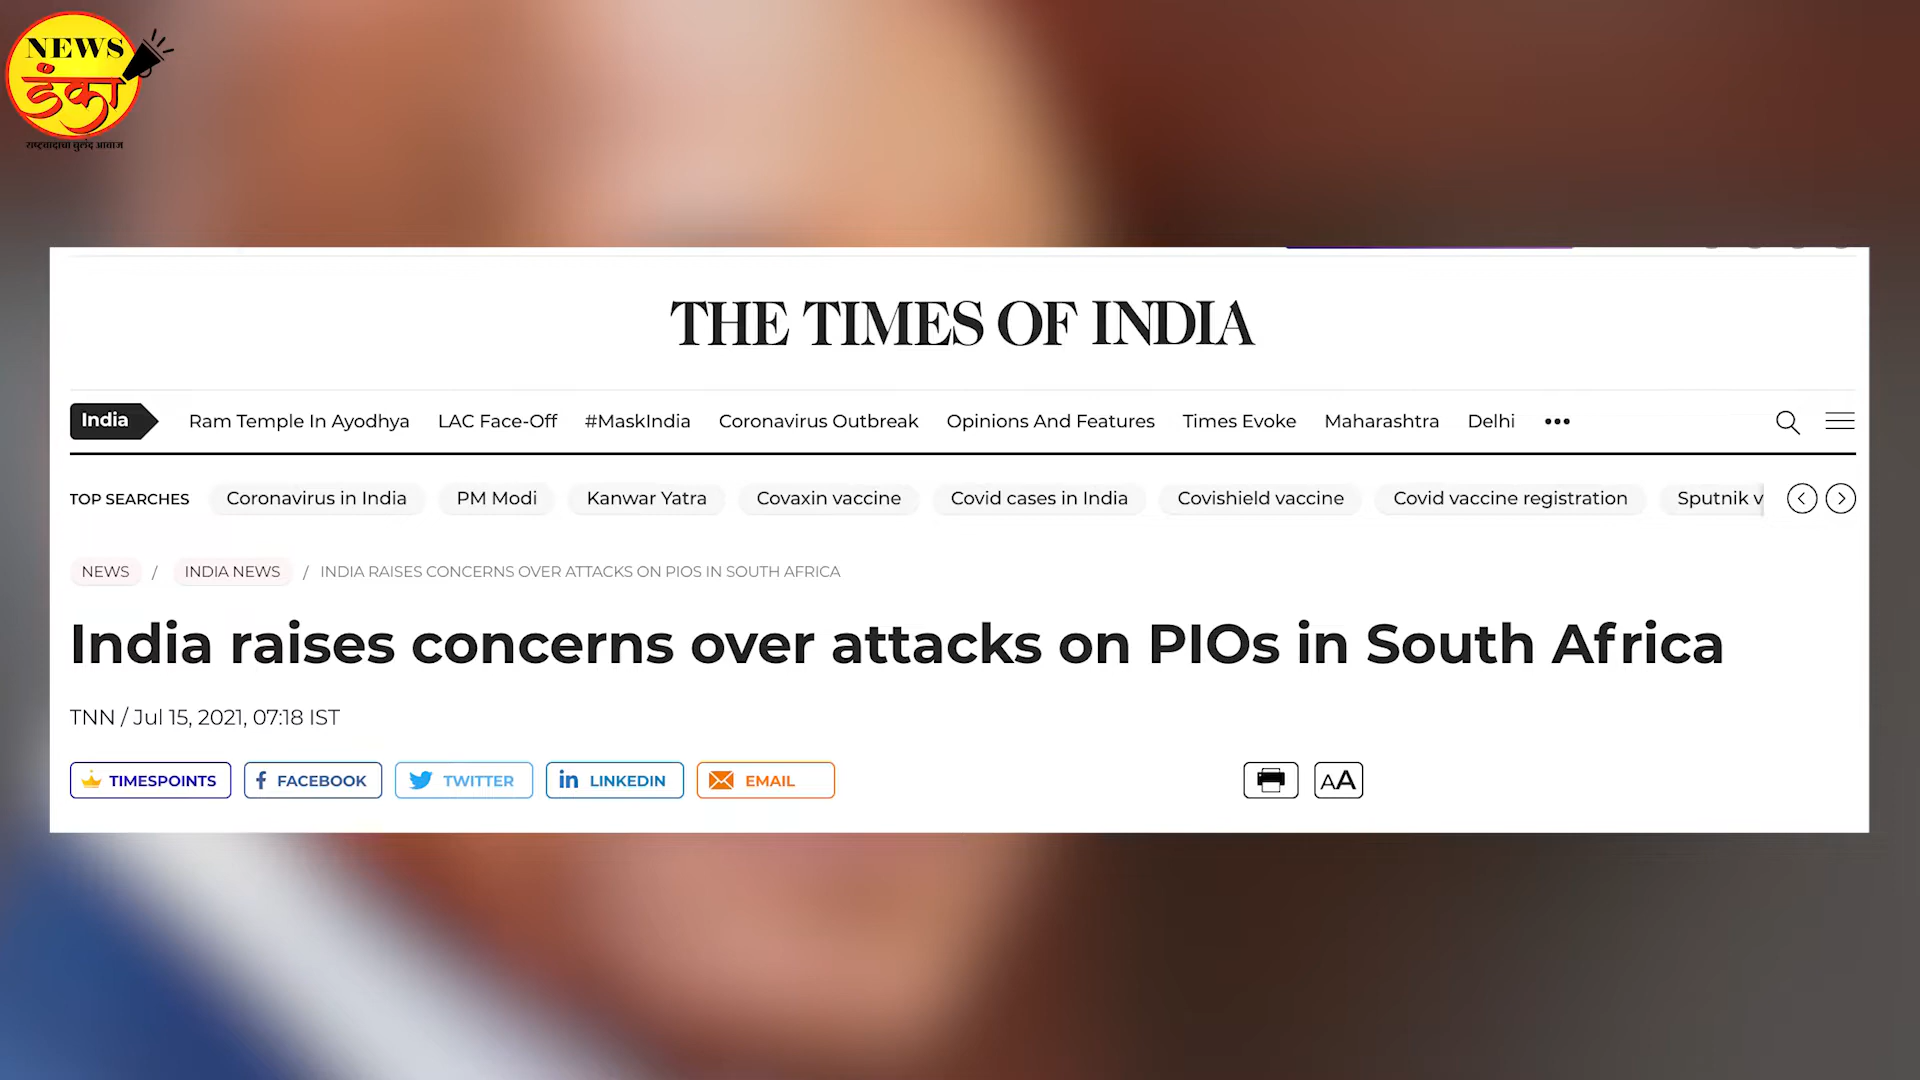 NEWS
डंका
राष्ट्रवादाचा बुलंद आवाज
THE TIMES OF INDIA
India Ram Temple In Ayodhya LAC Face-Off #MaskIndia Coronavirus Outbreak Opinions And Features Times Evoke Maharashtra Delhi •••
TOP SEARCHES Coronavirus in India PM Modi Kanwar Yatra Covaxin vaccine Covid cases in India Covishield vaccine Covid vaccine registration Sputnik v
NEWS / INDIA NEWS / INDIA RAISES CONCERNS OVER ATTACKS ON PIOS IN SOUTH AFRICA
India raises concerns over attacks on PIOs in South Africa
TNN / Jul 15, 2021, 07:18 IST
TIMESPOINTS FACEBOOK TWITTER LINKEDIN EMAIL AA